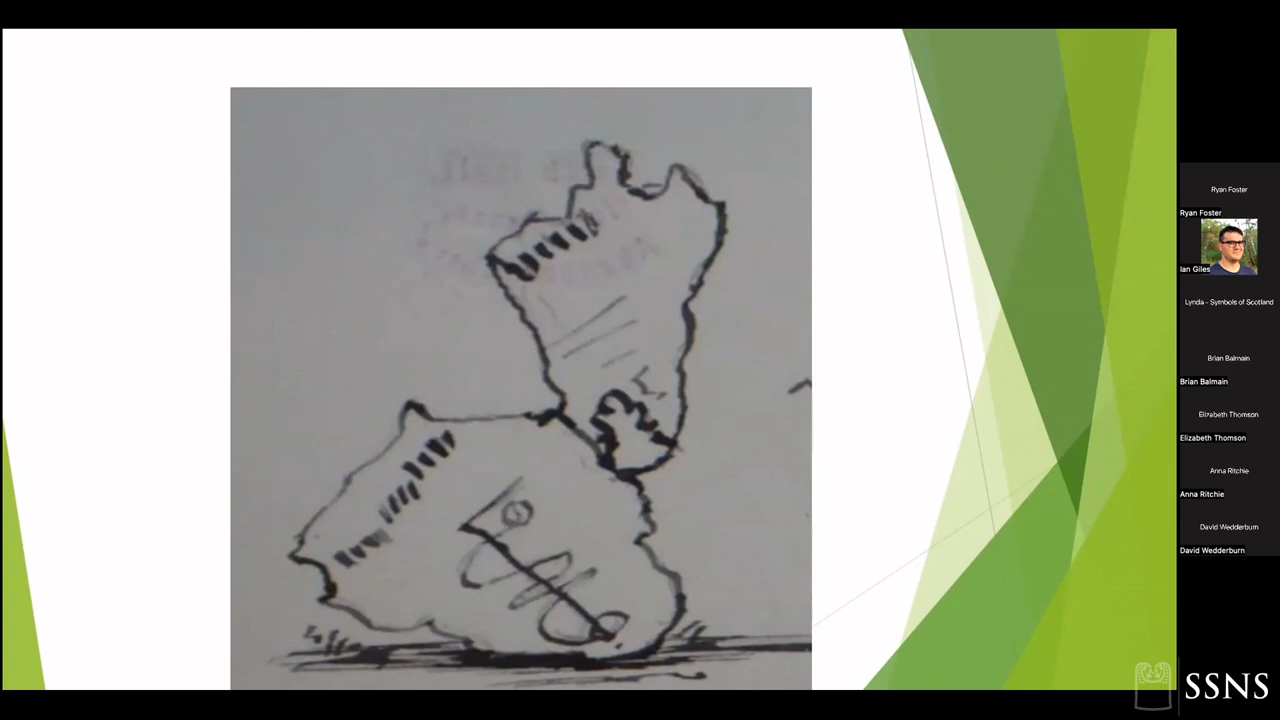 Ryan Foster
Ryan Foster
Ian Giles
Lynda - Symbols of Scotland
Brian Balmain
Brian Balmain
Elizabeth Thomson
Elizabeth Thomson
Anna Ritchie
Anna Ritchie
David Wedderburn
David Wedderburn
SSNS